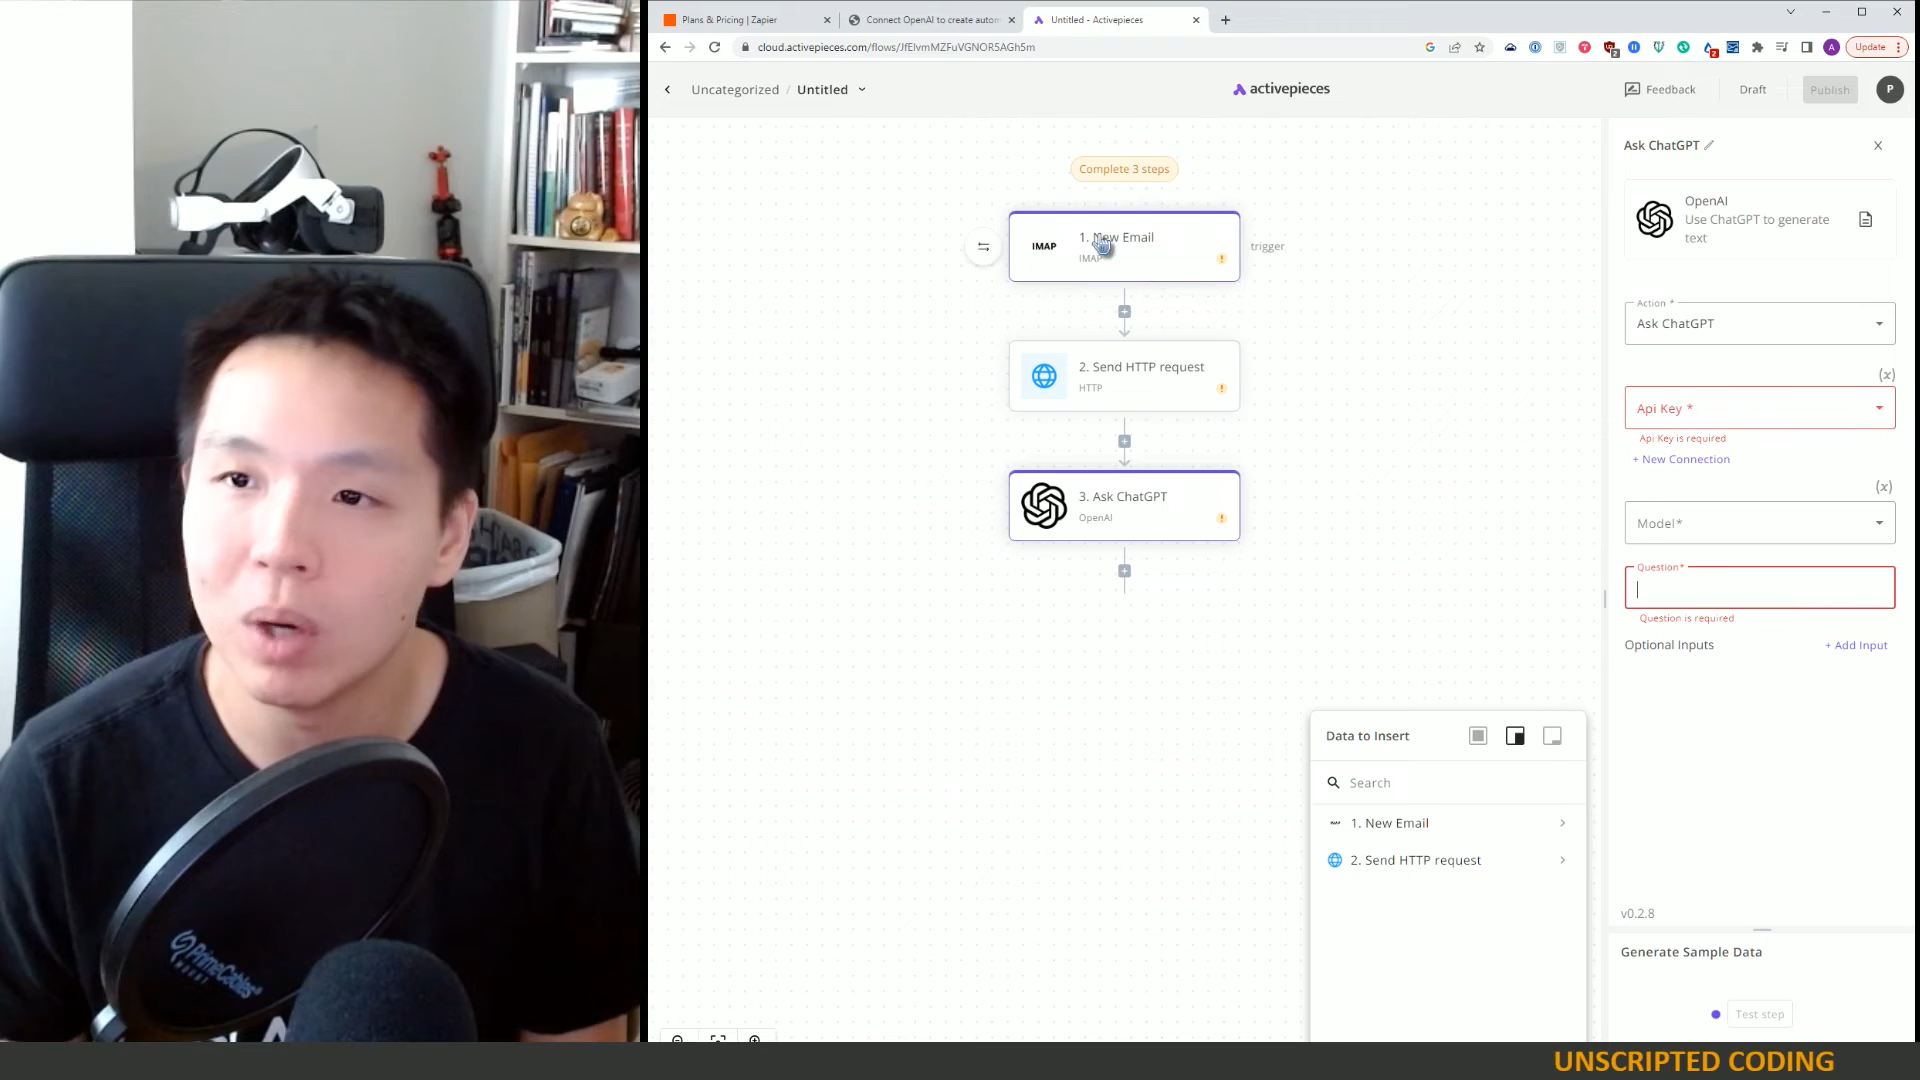 Plans & Pricing | Zapier
Connect OpenAI to create autom
Untitled - Activepieces
cloud.activepieces.com/flows/JfElvmMZFuVGNOR5AGh5m
Update
Uncategorized / Untitled
activepieces
Feedback
Draft
Publish
P
Complete 3 steps
IMAP
1. New Email
IMAP
trigger
2. Send HTTP request
HTTP
3. Ask ChatGPT
OpenAI
Ask ChatGPT
OpenAI
Use ChatGPT to generate
text
Action *
Ask ChatGPT
(x)
Api Key *
Api Key is required
+ New Connection
(x)
Model*
Question*
Question is required
Optional Inputs
+ Add Input
Data to Insert
Search
1. New Email
2. Send HTTP request
v0.2.8
Generate Sample Data
Test step
PrimeCables
UNSCRIPTED CODING